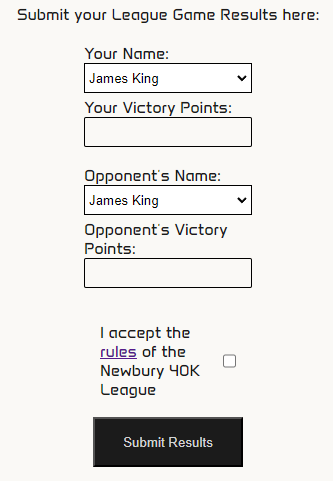 Submit your League Game Results here:
Your Name:
James King
Your Victory Points:
Opponent's Name:
James King
Opponent's Victory
Points:
I accept the
rules of the
Newbury 40K
League
Submit Results